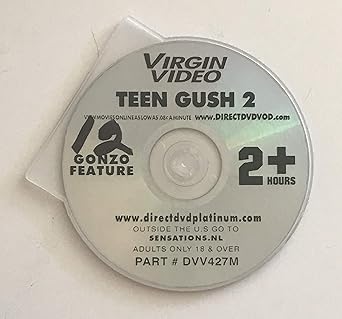 VIRGIN VIDEO
TEEN GUSH 2
WWW.DIRECTDVDVOD.COM
GONZO FEATURE
2+ HOURS
www.directdvdplatinum.com
OUTSIDE THE U.S GO TO
SENSATIONS.NL
ADULTS ONLY 18 & OVER
PART # DVV427M